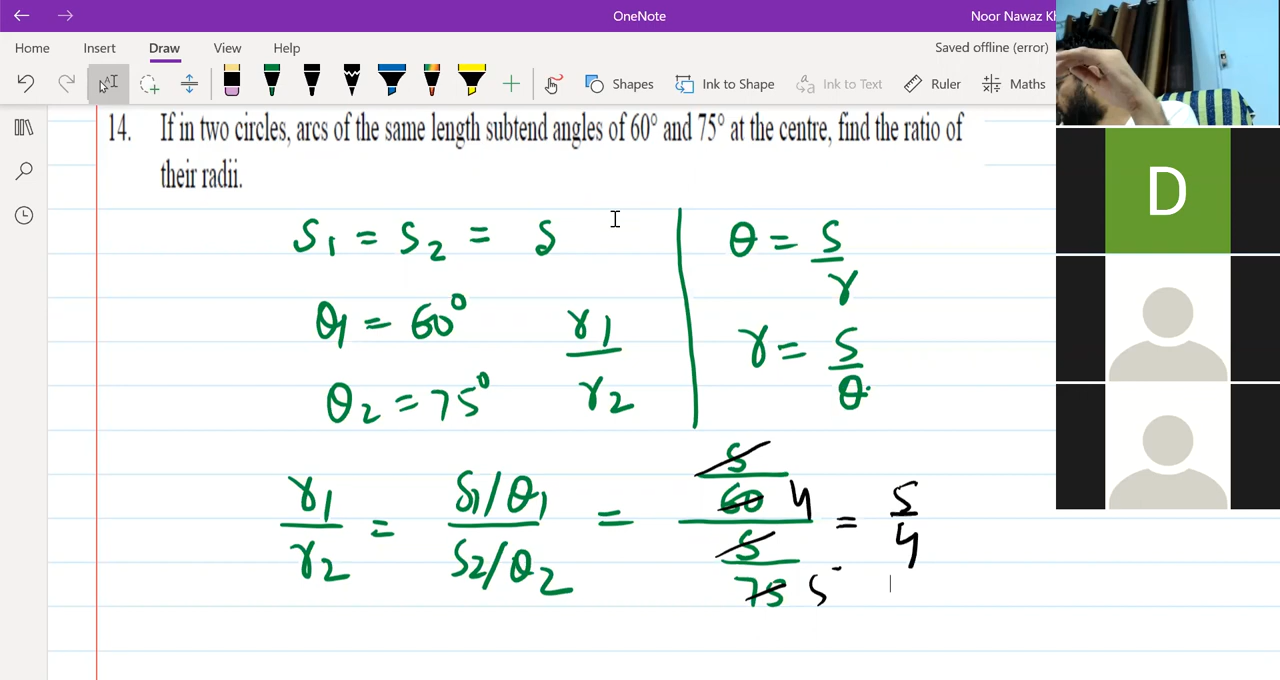 OneNote
Noor Nawaz Kh
Home Insert Draw View Help
Saved offline (error)
Shapes Ink to Shape Ink to Text Ruler Maths
14. If in two circles, arcs of the same length subtend angles of 60° and 75° at the centre, find the ratio of
their radii.
S1 = S2 = S
θ1 = 60°
θ2 = 75°
r1/r2
θ = S/r
r = S/θ
r1/r2 = (S1/θ1)/(S2/θ2) = (S/60 4)/(S/75 5) = 5/4
D